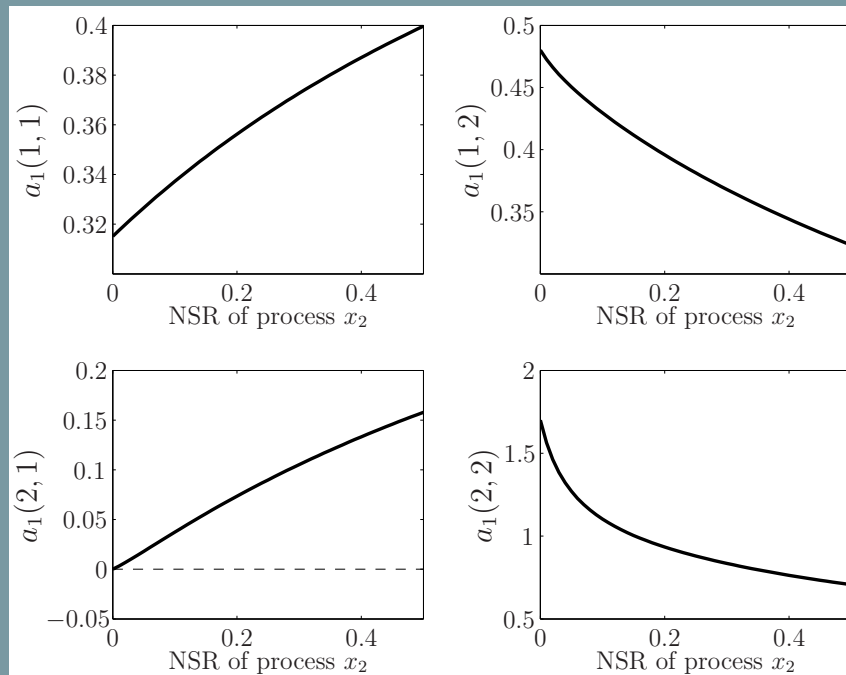 0.4
0.38
0.36
0.34
0.32
a₁(1, 1)
0 0.2 0.4
NSR of process x₂
0.5
0.45
0.4
0.35
a₁(1, 2)
0 0.2 0.4
NSR of process x₂
0.2
0.15
0.1
0.05
0
−0.05
a₁(2, 1)
0 0.2 0.4
NSR of process x₂
2
1.5
1
0.5
a₁(2, 2)
0 0.2 0.4
NSR of process x₂